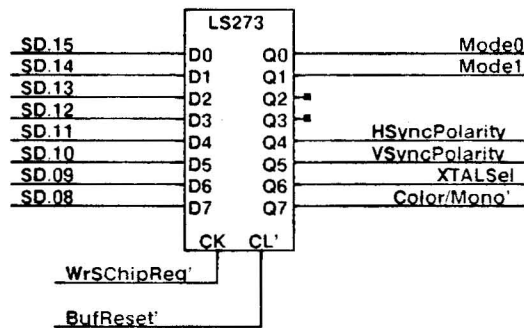 LS273
SD.15 D0 Q0 Mode0
SD.14 D1 Q1 Mode1
SD.13 D2 Q2
SD.12 D3 Q3
SD.11 D4 Q4 HSyncPolarity
SD.10 D5 Q5 VSyncPolarity
SD.09 D6 Q6 XTALSel
SD.08 D7 Q7 Color/Mono'
CK CL'
WrSChipReg'
BufReset'